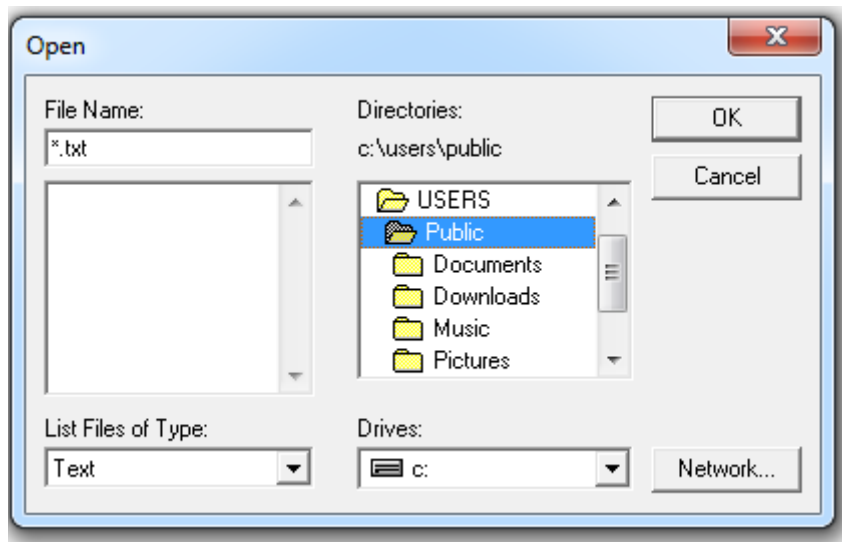 Open
File Name:
*.txt
List Files of Type:
Text
Directories:
c:\users\public
USERS
Public
Documents
Downloads
Music
Pictures
Drives:
c:
OK
Cancel
Network...